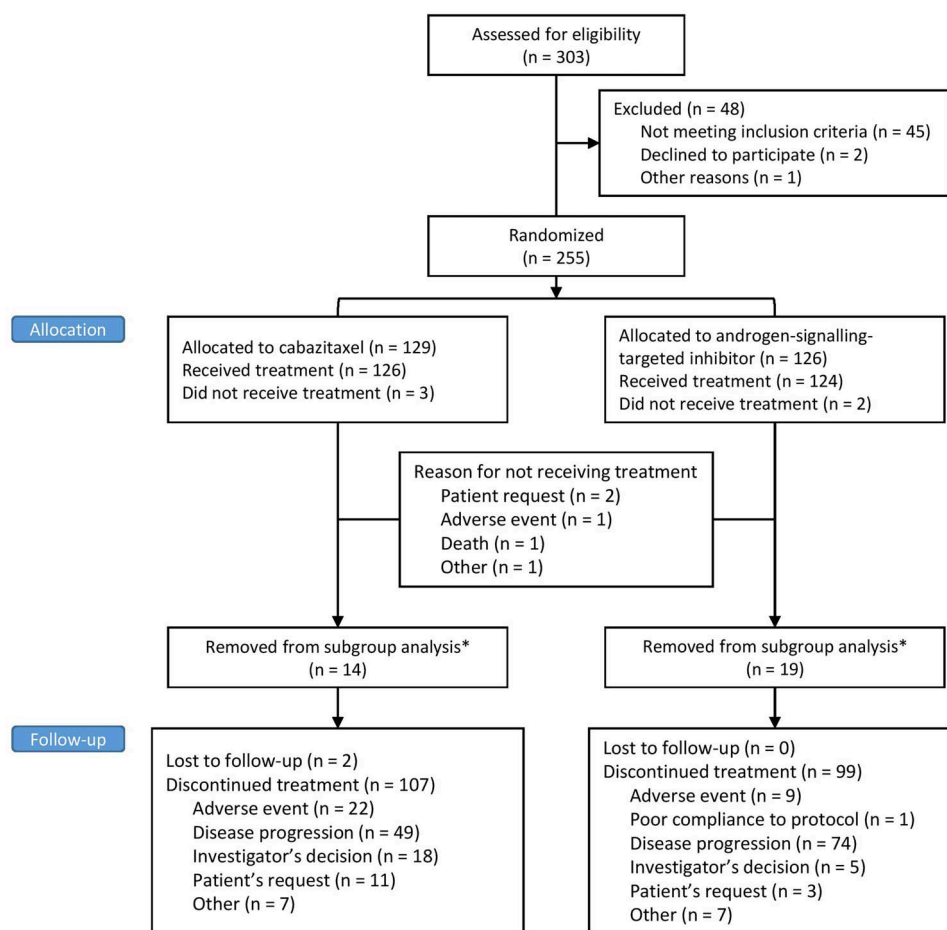 Assessed for eligibility
(n = 303)
Excluded (n = 48)
Not meeting inclusion criteria (n = 45)
Declined to participate (n = 2)
Other reasons (n = 1)
Randomized
(n = 255)
Allocation
Allocated to cabazitaxel (n = 129)
Received treatment (n = 126)
Did not receive treatment (n = 3)
Allocated to androgen-signalling-
targeted inhibitor (n = 126)
Received treatment (n = 124)
Did not receive treatment (n = 2)
Reason for not receiving treatment
Patient request (n = 2)
Adverse event (n = 1)
Death (n = 1)
Other (n = 1)
Removed from subgroup analysis*
(n = 14)
Removed from subgroup analysis*
(n = 19)
Follow-up
Lost to follow-up (n = 2)
Discontinued treatment (n = 107)
Adverse event (n = 22)
Disease progression (n = 49)
Investigator’s decision (n = 18)
Patient’s request (n = 11)
Other (n = 7)
Lost to follow-up (n = 0)
Discontinued treatment (n = 99)
Adverse event (n = 9)
Poor compliance to protocol (n = 1)
Disease progression (n = 74)
Investigator’s decision (n = 5)
Patient’s request (n = 3)
Other (n = 7)